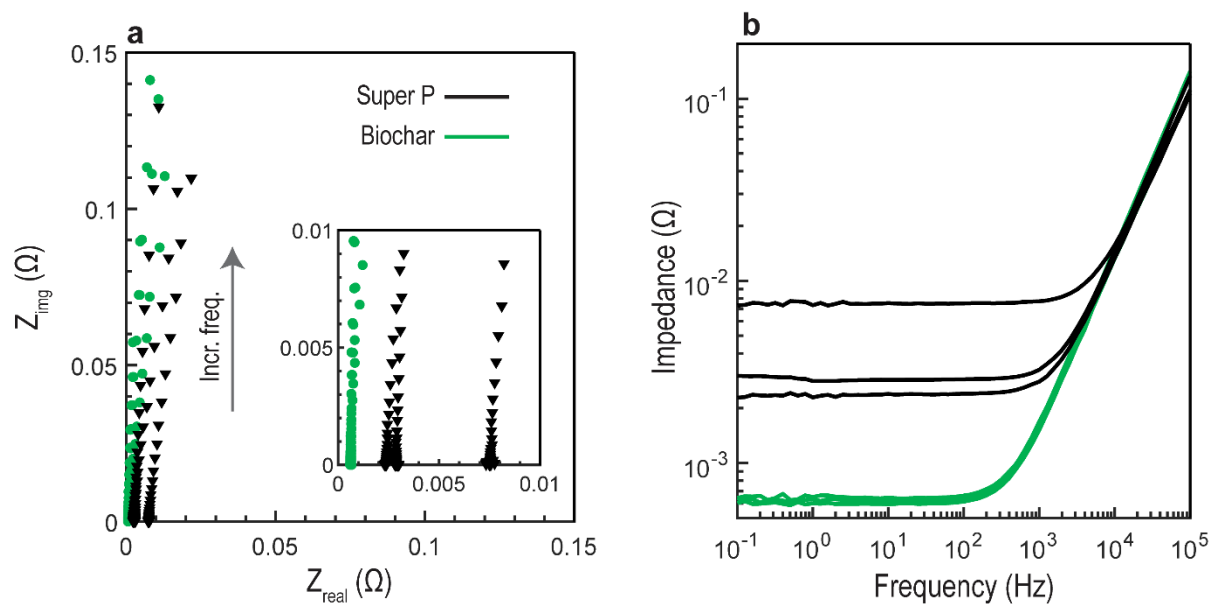 a
0.15
0.1
0.05
0
0
0.05
0.1
0.15
Z_img (Ω)
Z_real (Ω)
Super P
Biochar
Incr. freq.
0.01
0.005
0
0
0.005
0.01
b
10⁻¹
10⁻²
10⁻³
Impedance (Ω)
10⁻¹
10⁰
10¹
10²
10³
10⁴
10⁵
Frequency (Hz)